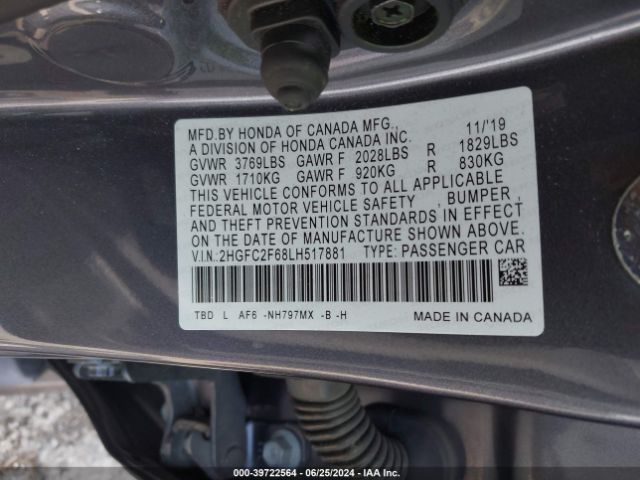 MFD.BY HONDA OF CANADA MFG., 11/'19
A DIVISION OF HONDA CANADA INC.
GVWR 3769LBS GAWR F 2028LBS R 1829LBS
GVWR 1710KG GAWR F 920KG R 830KG
THIS VEHICLE CONFORMS TO ALL APPLICABLE
FEDERAL MOTOR VEHICLE SAFETY , BUMPER ,
AND THEFT PREVENTION STANDARDS IN EFFECT
ON THE DATE OF MANUFACTURE SHOWN ABOVE.
V.I.N.:2HGFC2F68LH517881 TYPE: PASSENGER CAR
TBD L AF6 -NH797MX -B -H MADE IN CANADA
000-39722564 / 06/25/2024 / IAA Inc.